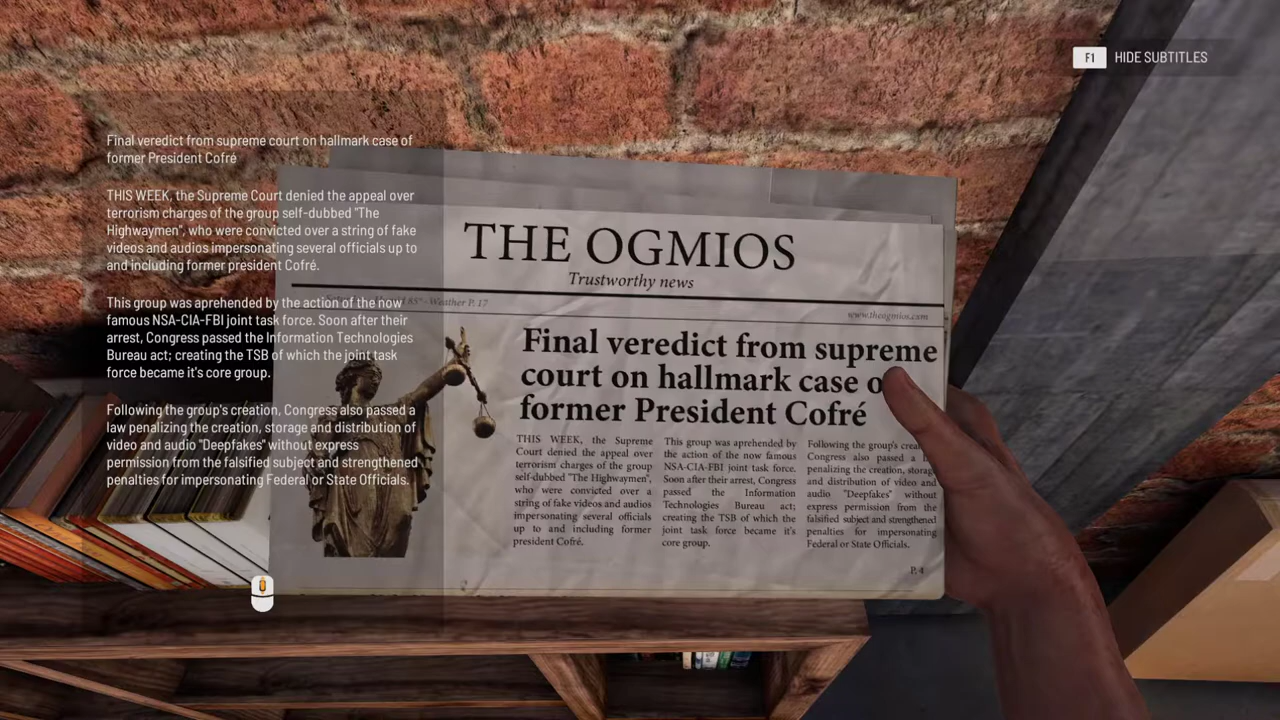 F1 HIDE SUBTITLES
Final verdict from supreme court on hallmark case of
former President Cofré
THIS WEEK, the Supreme Court denied the appeal over
terrorism charges of the group self-dubbed "The
Highwaymen", who were convicted over a string of fake
videos and audios impersonating several officials up to
and including former president Cofré.
This group was aprehended by the action of the now
famous NSA-CIA-FBI joint task force. Soon after their
arrest, Congress passed the Information Technologies
Bureau act; creating the TSB of which the joint task
force became it's core group.
Following the group's creation, Congress also passed a
law penalizing the creation, storage and distribution of
video and audio "Deepfakes" without express
permission from the falsified subject and strengthened
penalties for impersonating Federal or State Officials.
THE OGMIOS
Trustworthy news
85°- Weather P. 17
www.theogmios.com
Final veredict from supreme
court on hallmark case
former President Cofré
THIS WEEK, the Supreme
Court denied the appeal over
terrorism charges of the group
self-dubbed "The Highwaymen",
who were convicted over a
string of fake videos and audios
impersonating several officials
up to and including former
president Cofré.
This group was aprehended by
the action of the now famous
NSA-CIA-FBI joint task force.
Soon after their arrest, Congress
passed the Information
Technologies Bureau act;
creating the TSB of which the
joint task force became it's
core group.
Following the group's
Congress also passed a
penalizing the creation,
and distribution of video and
audio "Deepfakes" without
express permission from the
falsified subject and strengthened
penalties for impersonating
Federal or State Officials.
P. 4